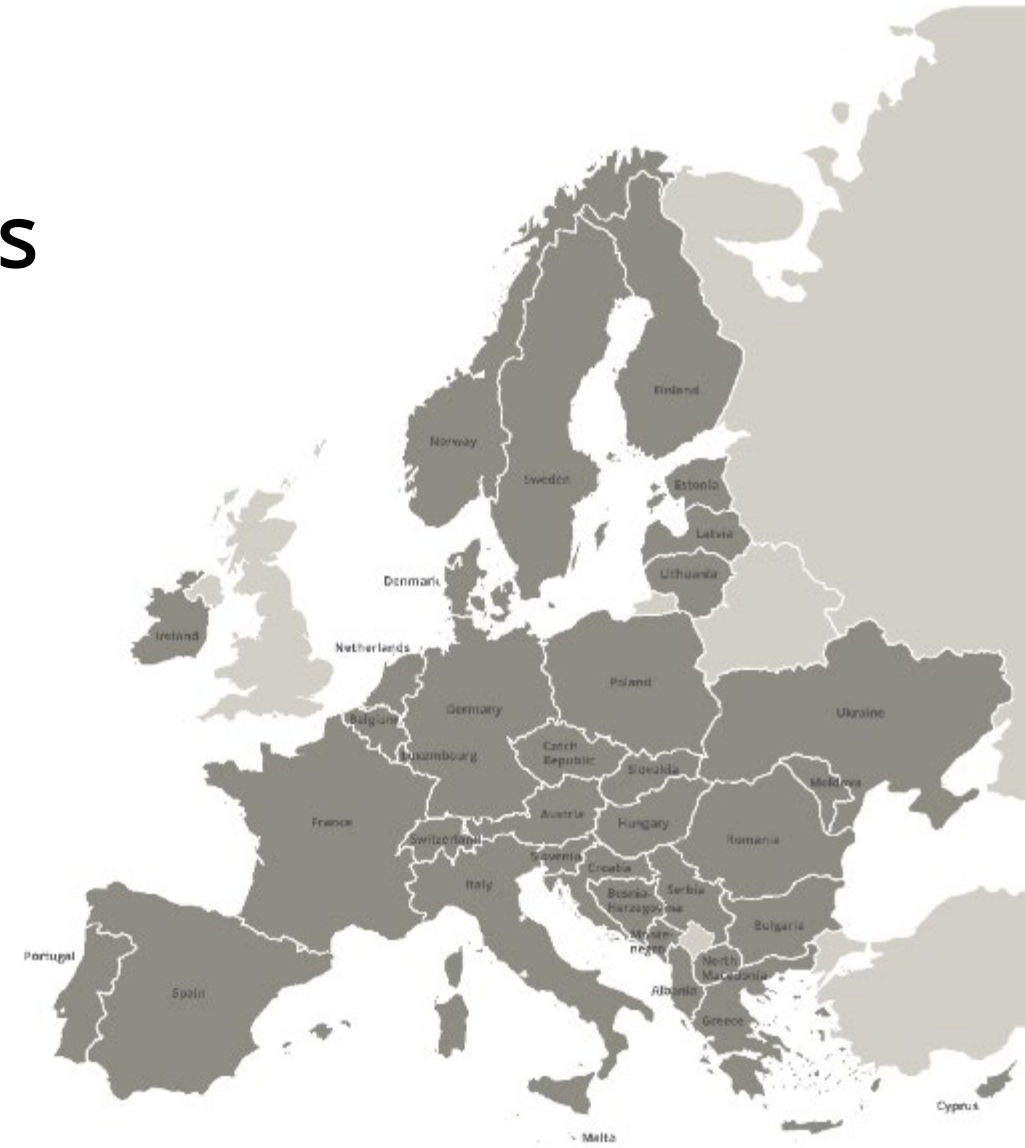 s
Finland
Norway
Sweden
Estonia
Latvia
Lithuania
Denmark
Ireland
Netherlands
Poland
Germany
Ukraine
Belgium
Luxembourg
Czech
Republic
Slovakia
Moldova
France
Austria
Hungary
Switzerland
Romania
Slovenia
Croatia
Italy
Serbia
Bosnia-
Herzegovina
Bulgaria
Monte-
negro
Portugal
North
Macedonia
Spain
Albania
Greece
Cyprus
Malta